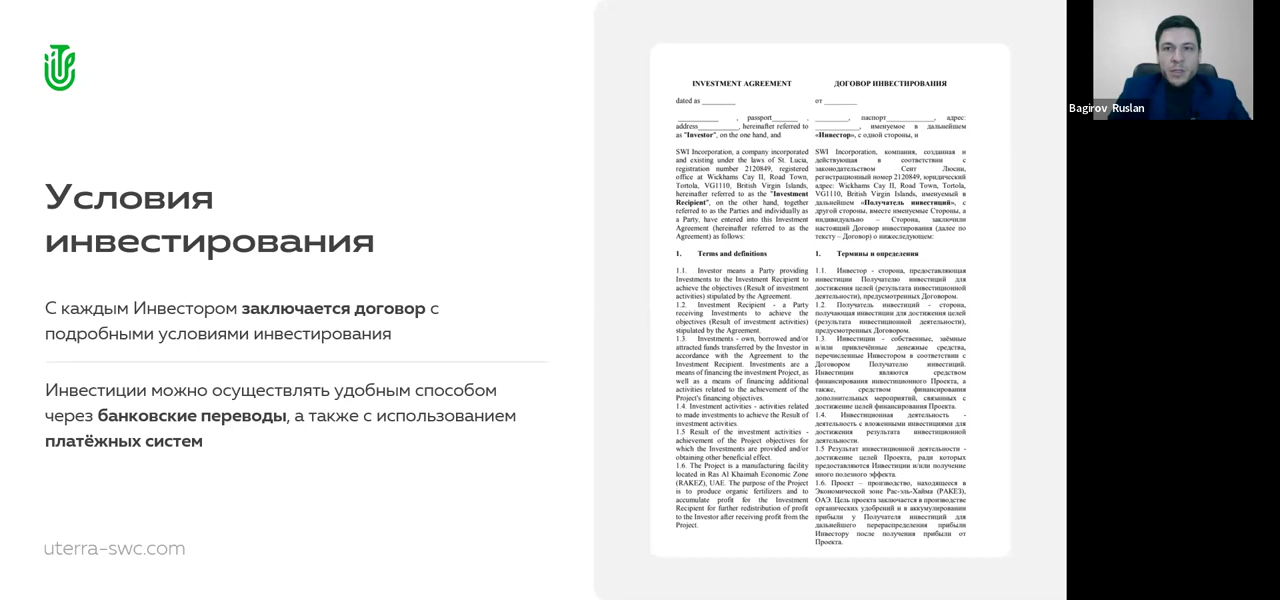 Условия
инвестирования
С каждым Инвестором заключается договор с
подробными условиями инвестирования
Инвестиции можно осуществлять удобным способом
через банковские переводы, а также с использованием
платёжных систем
uterra-swc.com
INVESTMENT AGREEMENT
dated as _________
___________ , passport_______ ,
address____________, hereinafter referred to
as "Investor", on the one hand, and
SWI Incorporation, a company incorporated
and existing under the laws of St. Lucia,
registration number 2120849, registered
office at Wickhams Cay II, Road Town,
Tortola, VG1110, British Virgin Islands,
hereinafter referred to as the "Investment
Recipient", on the other hand, together
referred to as the Parties and individually as
a Party, have entered into this Investment
Agreement (hereinafter referred to as the
Agreement) as follows:
1. Terms and definitions
1.1. Investor means a Party providing
Investments to the Investment Recipient to
achieve the objectives (Result of investment
activities) stipulated by the Agreement.
1.2. Investment Recipient - a Party
receiving Investments to achieve the
objectives (Result of investment activities)
stipulated by the Agreement.
1.3. Investments - own, borrowed and/or
attracted funds transferred by the Investor in
accordance with the Agreement to the
Investment Recipient. Investments are a
means of financing the investment Project, as
well as a means of financing additional
activities related to the achievement of the
Project's financing objectives.
1.4. Investment activities - activities related
to made investments to achieve the Result of
investment activities.
1.5 Result of the investment activities -
achievement of the Project objectives for
which the Investments are provided and/or
obtaining other beneficial effect.
1.6. The Project is a manufacturing facility
located in Ras Al Khaimah Economic Zone
(RAKEZ), UAE. The purpose of the Project
is to produce organic fertilizers and to
accumulate profit for the Investment
Recipient for further redistribution of profit
to the Investor after receiving profit from the
Project.
ДОГОВОР ИНВЕСТИРОВАНИЯ
от _________
_________, паспорт_____________, адрес:
____________, именуемое в дальнейшем
«Инвестор», с одной стороны, и
SWI Incorporation, компания, созданная и
действующая в соответствии с
законодательством Сент Люсии,
регистрационный номер 2120849, юридический
адрес: Wickhams Cay II, Road Town, Tortola,
VG1110, British Virgin Islands, именуемый в
дальнейшем «Получатель инвестиций», с
другой стороны, вместе именуемые Стороны, а
индивидуально – Сторона, заключили
настоящий Договор инвестирования (далее по
тексту – Договор) о нижеследующем:
1. Термины и определения
1.1. Инвестор - сторона, предоставляющая
инвестиции Получателю инвестиций для
достижения целей (результата инвестиционной
деятельности), предусмотренных Договором.
1.2. Получатель инвестиций - сторона,
получающая инвестиции для достижения целей
(результата инвестиционной деятельности),
предусмотренных Договором.
1.3. Инвестиции - собственные, заёмные
и/или привлечённые денежные средства,
перечисленные Инвестором в соответствии с
Договором Получателю инвестиций.
Инвестиции являются средством
финансирования инвестиционного Проекта, а
также, средством финансирования
дополнительных мероприятий, связанных с
достижение целей финансирования Проекта.
1.4. Инвестиционная деятельность -
деятельность с вложенными инвестициями для
достижения результата инвестиционной
деятельности.
1.5 Результат инвестиционной деятельности -
достижение целей Проекта, ради которых
предоставляются Инвестиции и/или получение
иного полезного эффекта.
1.6. Проект – производство, находящееся в
Экономической зоне Рас-эль-Хайма (РАКЕЗ),
ОАЭ. Цель проекта заключается в производстве
органических удобрений и в аккумулировании
прибыли у Получателя инвестиций для
дальнейшего перераспределения прибыли
Инвестору после получения прибыли от
Проекта.
Bagirov Ruslan